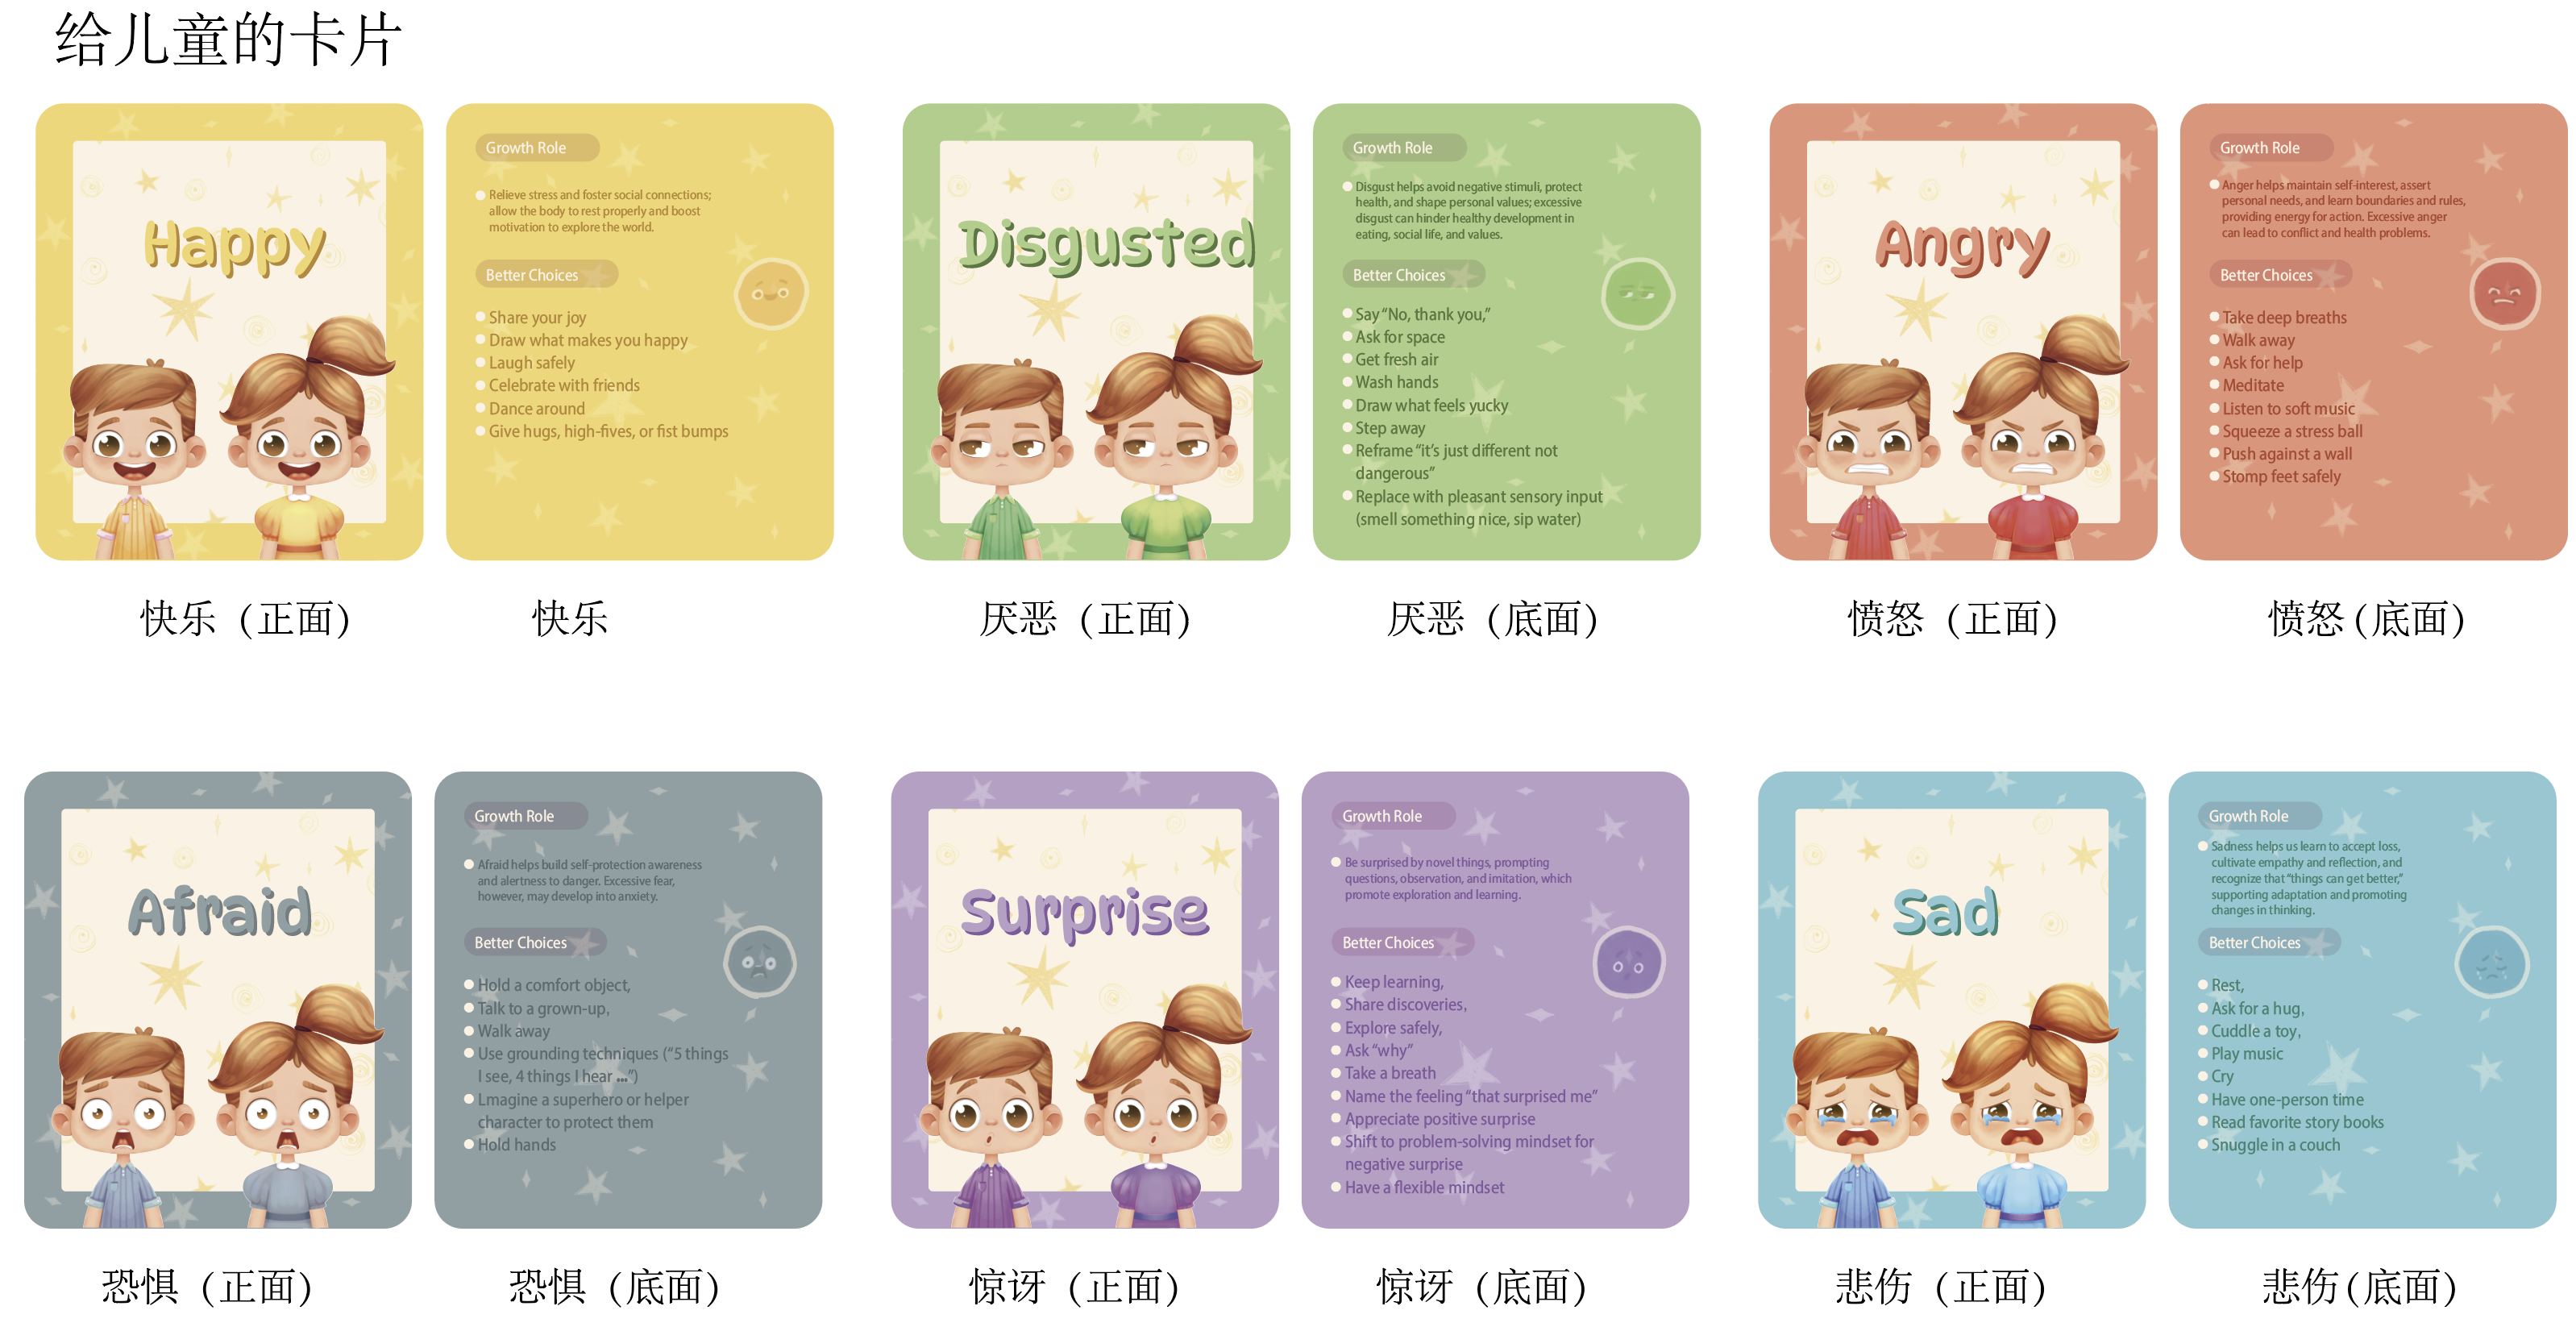 给儿童的卡片
Happy
Growth Role
Relieve stress and foster social connections;
allow the body to rest properly and boost
motivation to explore the world.
Better Choices
Share your joy
Draw what makes you happy
Laugh safely
Celebrate with friends
Dance around
Give hugs, high-fives, or fist bumps
快乐（正面）
快乐
Disgusted
Growth Role
Disgust helps avoid negative stimuli, protect
health, and shape personal values; excessive
disgust can hinder healthy development in
eating, social life, and values.
Better Choices
Say “No, thank you,”
Ask for space
Get fresh air
Wash hands
Draw what feels yucky
Step away
Reframe “it’s just different not
dangerous”
Replace with pleasant sensory input
(smell something nice, sip water)
厌恶（正面）
厌恶（底面）
Angry
Growth Role
Anger helps maintain self-interest, assert
personal needs, and learn boundaries and rules,
providing energy for action. Excessive anger
can lead to conflict and health problems.
Better Choices
Take deep breaths
Walk away
Ask for help
Meditate
Listen to soft music
Squeeze a stress ball
Push against a wall
Stomp feet safely
愤怒（正面）
愤怒(底面)
Afraid
Growth Role
Afraid helps build self-protection awareness
and alertness to danger. Excessive fear,
however, may develop into anxiety.
Better Choices
Hold a comfort object,
Talk to a grown-up,
Walk away
Use grounding techniques (“5 things
I see, 4 things I hear ...”)
Lmagine a superhero or helper
character to protect them
Hold hands
恐惧（正面）
恐惧（底面）
Surprise
Growth Role
Be surprised by novel things, prompting
questions, observation, and imitation, which
promote exploration and learning.
Better Choices
Keep learning,
Share discoveries,
Explore safely,
Ask “why”
Take a breath
Name the feeling “that surprised me”
Appreciate positive surprise
Shift to problem-solving mindset for
negative surprise
Have a flexible mindset
惊讶（正面）
惊讶（底面）
Sad
Growth Role
Sadness helps us learn to accept loss,
cultivate empathy and reflection, and
recognize that “things can get better,”
supporting adaptation and promoting
changes in thinking.
Better Choices
Rest,
Ask for a hug,
Cuddle a toy,
Play music
Cry
Have one-person time
Read favorite story books
Snuggle in a couch
悲伤（正面）
悲伤(底面)